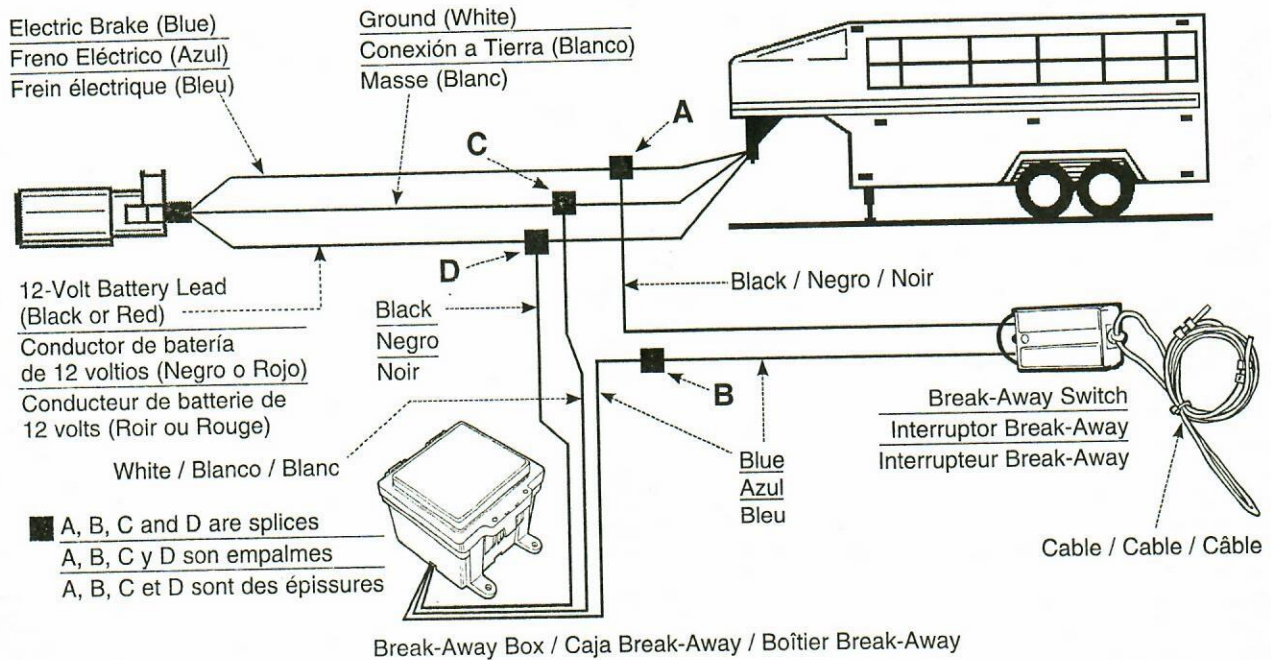 Electric Brake (Blue)
Freno Eléctrico (Azul)
Frein électrique (Bleu)
Ground (White)
Conexión a Tierra (Blanco)
Masse (Blanc)
A
C
D
12-Volt Battery Lead
(Black or Red)
Conductor de batería
de 12 voltios (Negro o Rojo)
Conducteur de batterie de
12 volts (Roir ou Rouge)
Black
Negro
Noir
Black / Negro / Noir
B
Break-Away Switch
Interruptor Break-Away
Interrupteur Break-Away
White / Blanco / Blanc
Blue
Azul
Bleu
A, B, C and D are splices
A, B, C y D son empalmes
A, B, C et D sont des épissures
Cable / Cable / Câble
Break-Away Box / Caja Break-Away / Boîtier Break-Away